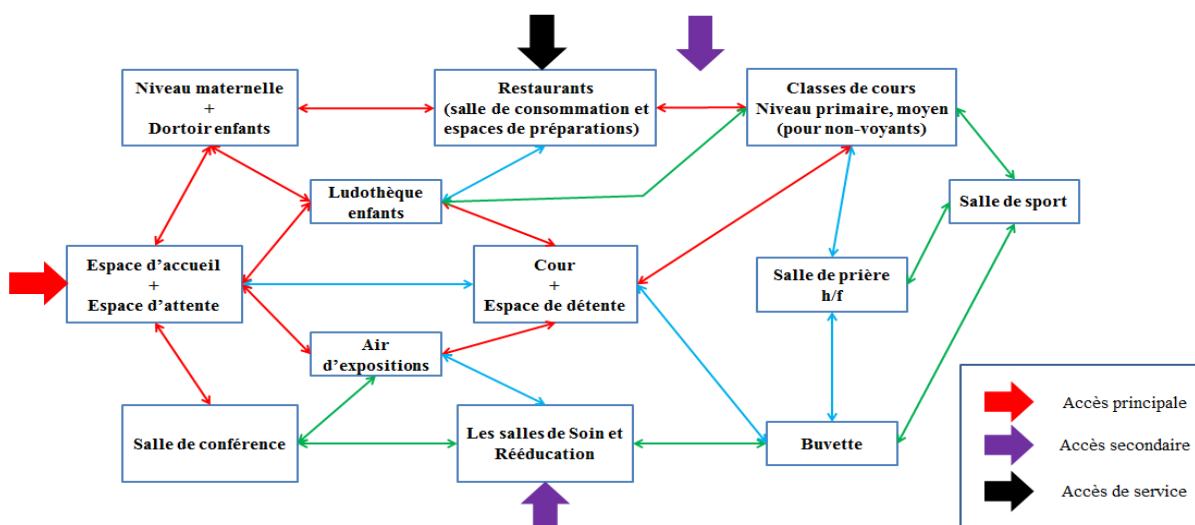 Niveau maternelle
+
Dortoir enfants
Restaurants
(salle de consommation et
espaces de préparations)
Classes de cours
Niveau primaire, moyen
(pour non-voyants)
Ludothèque
enfants
Salle de sport
Espace d'accueil
+
Espace d'attente
Cour
+
Espace de détente
Salle de prière
h/f
Air
d'expositions
Salle de conférence
Les salles de Soin et
Rééducation
Buvette
Accès principale
Accès secondaire
Accès de service